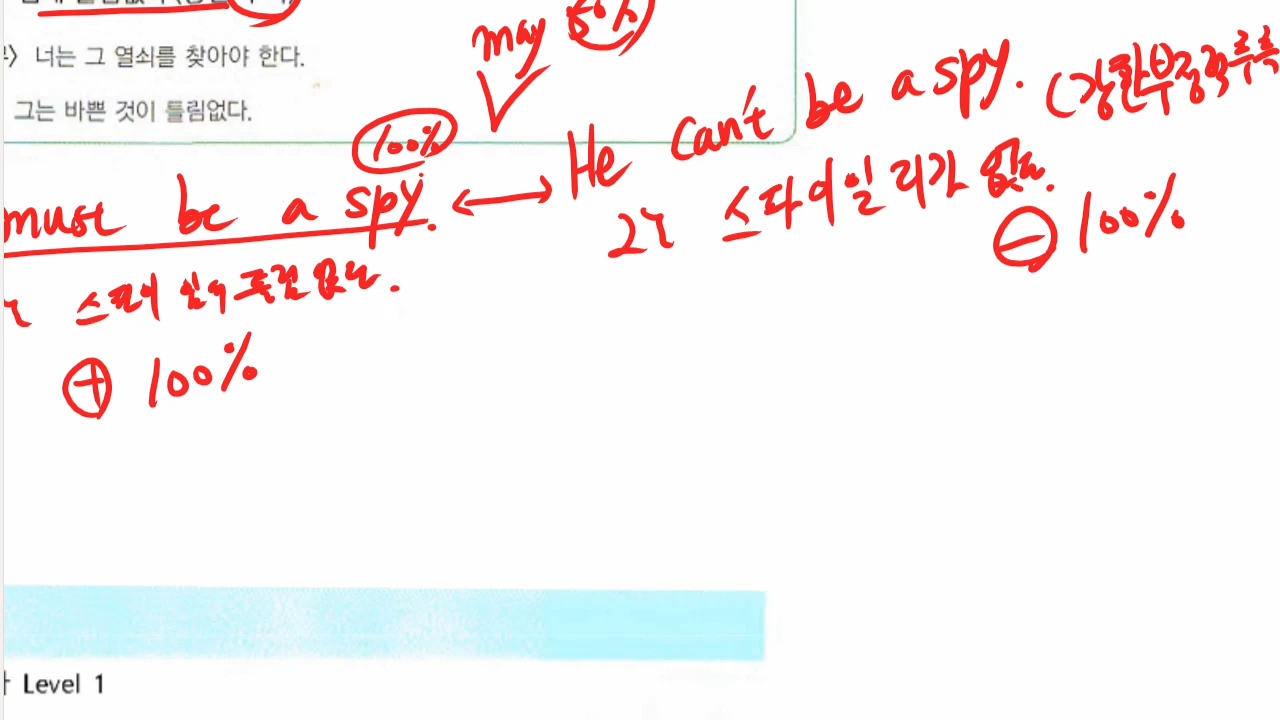 may 50%
너는 그 열쇠를 찾아야 한다.
그는 바쁜 것이 틀림없다.
100%
must be a spy. ↔ He can't be a spy. (강한부정적추측
스파이 임이 틀림없다.
그가 스파이일 리가 없다.
⊖ 100%
⊕ 100%
Level 1